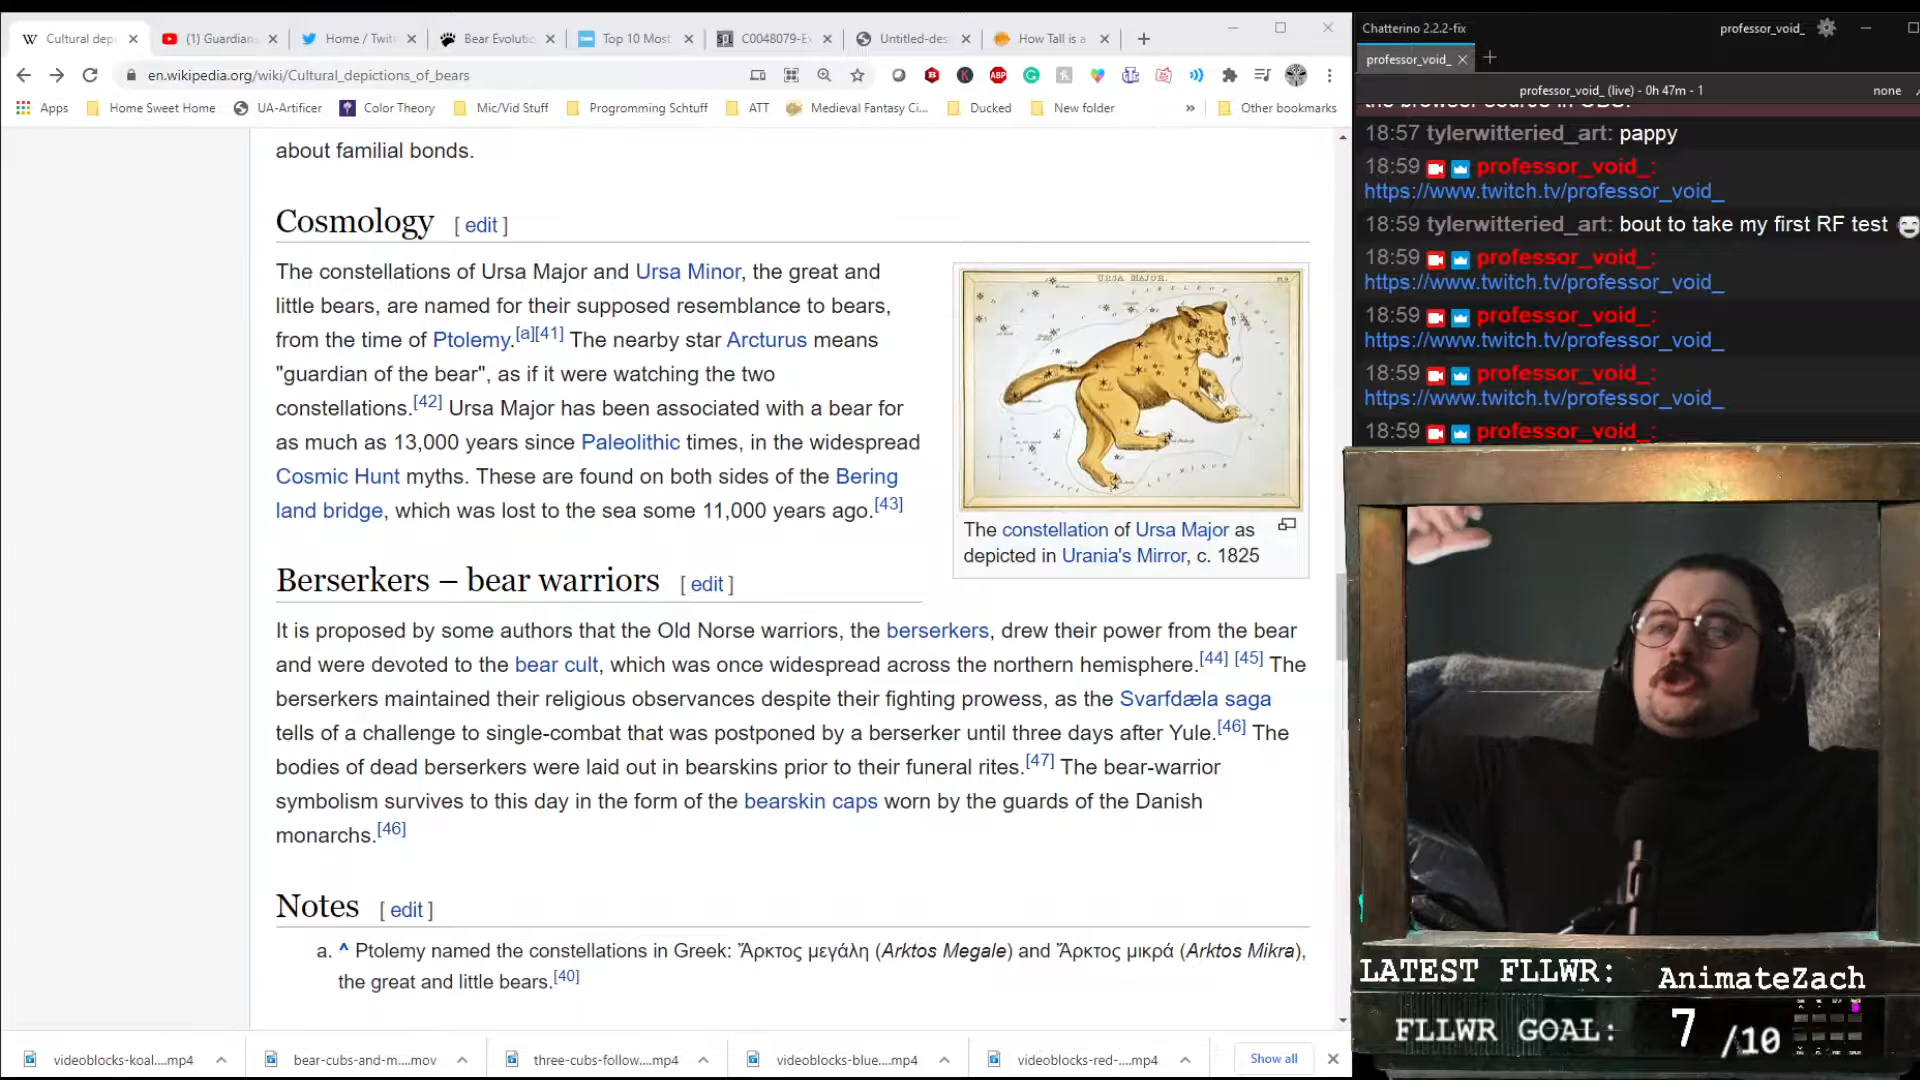 Cultural dep
(1) Guardian
Home / Twit
Bear Evolutio
Top 10 Most
C0048079-E
Untitled-des
How Tall is a
en.wikipedia.org/wiki/Cultural_depictions_of_bears
Apps
Home Sweet Home
UA-Artificer
Color Theory
Mic/Vid Stuff
Programming Schtuff
ATT
Medieval Fantasy Ci...
Ducked
New folder
»
Other bookmarks
about familial bonds.
Cosmology [ edit ]
The constellations of Ursa Major and Ursa Minor, the great and
little bears, are named for their supposed resemblance to bears,
from the time of Ptolemy.[a][41] The nearby star Arcturus means
"guardian of the bear", as if it were watching the two
constellations.[42] Ursa Major has been associated with a bear for
as much as 13,000 years since Paleolithic times, in the widespread
Cosmic Hunt myths. These are found on both sides of the Bering
land bridge, which was lost to the sea some 11,000 years ago.[43]
URSA MAJOR.
The constellation of Ursa Major as
depicted in Urania's Mirror, c. 1825
Berserkers – bear warriors [ edit ]
It is proposed by some authors that the Old Norse warriors, the berserkers, drew their power from the bear
and were devoted to the bear cult, which was once widespread across the northern hemisphere.[44] [45] The
berserkers maintained their religious observances despite their fighting prowess, as the Svarfdæla saga
tells of a challenge to single-combat that was postponed by a berserker until three days after Yule.[46] The
bodies of dead berserkers were laid out in bearskins prior to their funeral rites.[47] The bear-warrior
symbolism survives to this day in the form of the bearskin caps worn by the guards of the Danish
monarchs.[46]
Notes [ edit ]
a. ^ Ptolemy named the constellations in Greek: Ἄρκτος μεγάλη (Arktos Megale) and Ἄρκτος μικρά (Arktos Mikra),
the great and little bears.[40]
videoblocks-koal....mp4
bear-cubs-and-m....mov
three-cubs-follow....mp4
videoblocks-blue....mp4
videoblocks-red-....mp4
Show all
Chatterino 2.2.2-fix
professor_void_
professor_void_
professor_void_ (live) - 0h 47m - 1
none
the browser source in OBS.
18:57 tylerwitteried_art: pappy
18:59 professor_void_:
https://www.twitch.tv/professor_void_
18:59 tylerwitteried_art: bout to take my first RF test
18:59 professor_void_:
https://www.twitch.tv/professor_void_
18:59 professor_void_:
https://www.twitch.tv/professor_void_
18:59 professor_void_:
https://www.twitch.tv/professor_void_
18:59 professor_void_:
LATEST FLLWR: AnimateZach
FLLWR GOAL: 7 /10